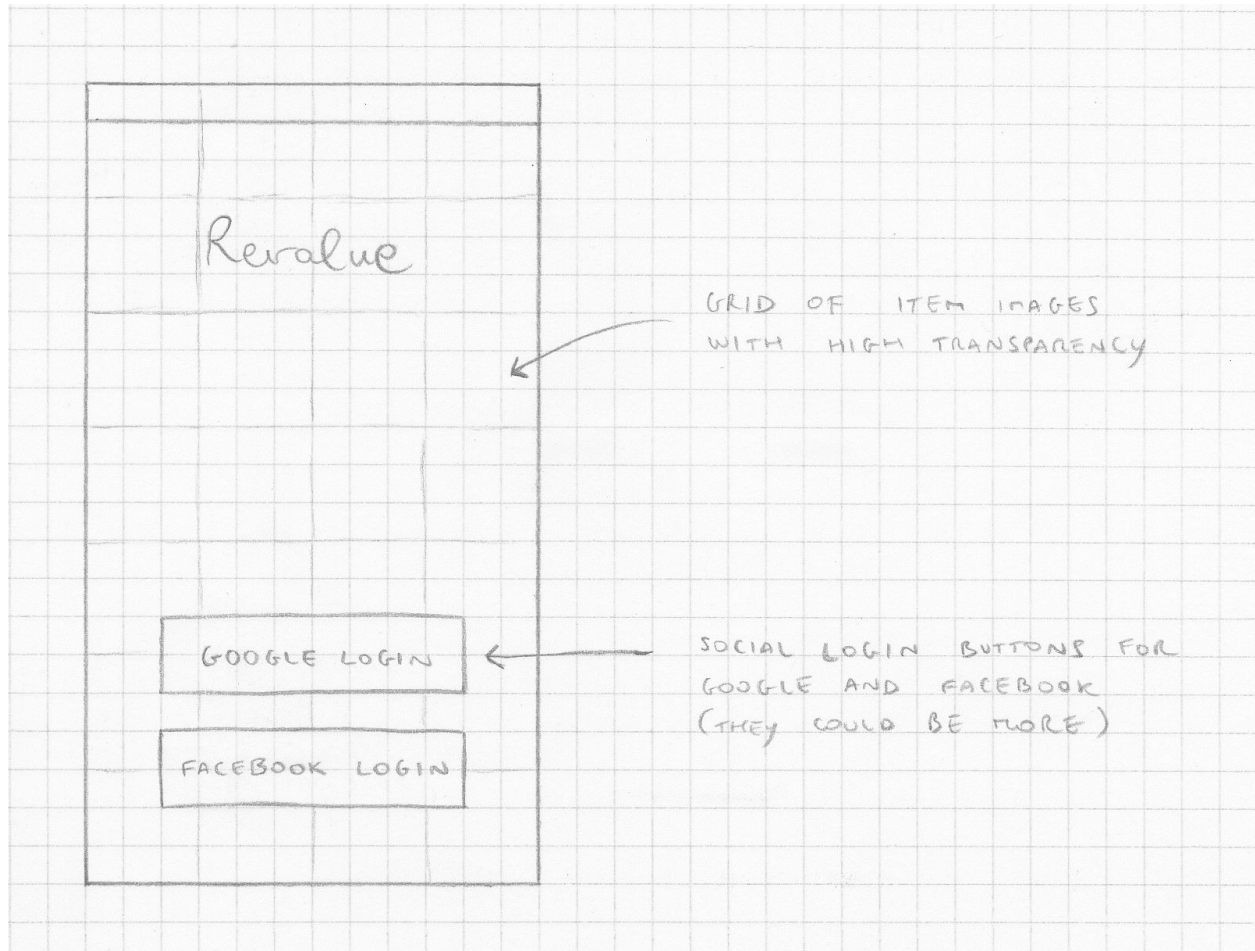 Revalue
GRID OF ITEM IMAGES
WITH HIGH TRANSPARENCY
GOOGLE LOGIN
SOCIAL LOGIN BUTTONS FOR
GOOGLE AND FACEBOOK
(THEY COULD BE MORE)
FACEBOOK LOGIN